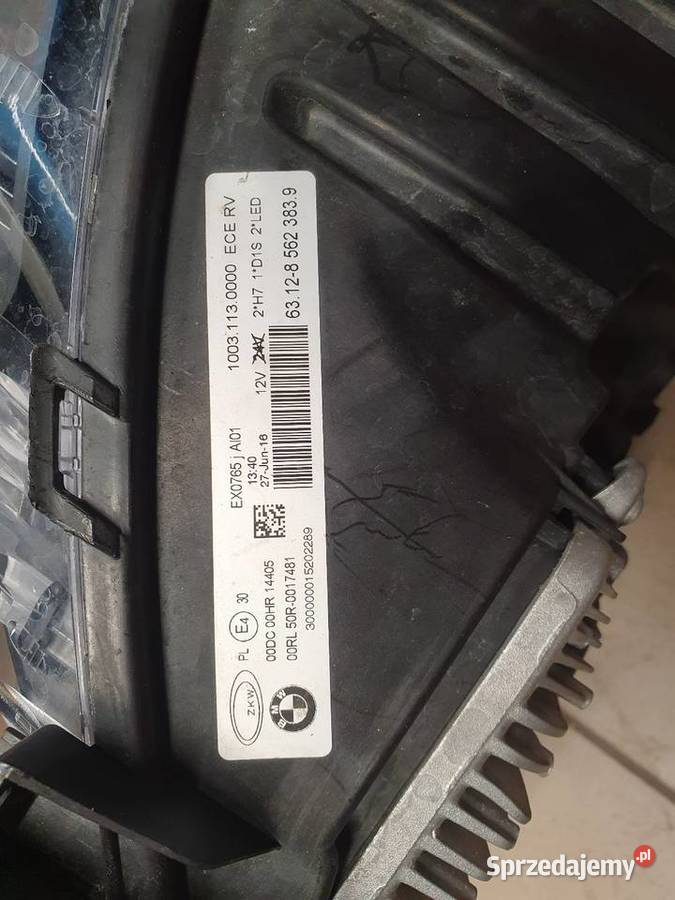 ZKW
PL E4 30
00DC 00HR 14405
00RL 50R-0017481
300000015202289
BMW
EX0765 j AI01
13:40
27-Jun-16
1003.113.0000 ECE RV
12V 24V 2*H7 1*D1S 2*LED
63.12-8 562 383.9
Sprzedajemy.pl